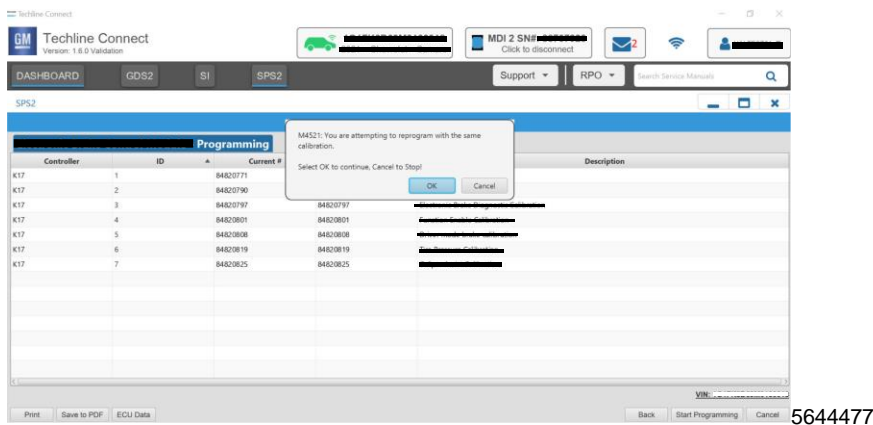 Techline Connect
GM
Techline Connect
Version: 1.6.0 Validation
MDI 2 SN#
Click to disconnect
2
DASHBOARD GDS2 SI SPS2 Support RPO Search Service Manuals
SPS2
Programming
M4521: You are attempting to reprogram with the same
calibration.
Select OK to continue, Cancel to Stop!
OK Cancel
Controller ID Current # Description
K17 1 84820771
K17 2 84820790
K17 3 84820797 84820797
K17 4 84820801 84820801
K17 5 84820808 84820808
K17 6 84820819 84820819
K17 7 84820825 84820825
VIN:
Print Save to PDF ECU Data Back Start Programming Cancel
5644477